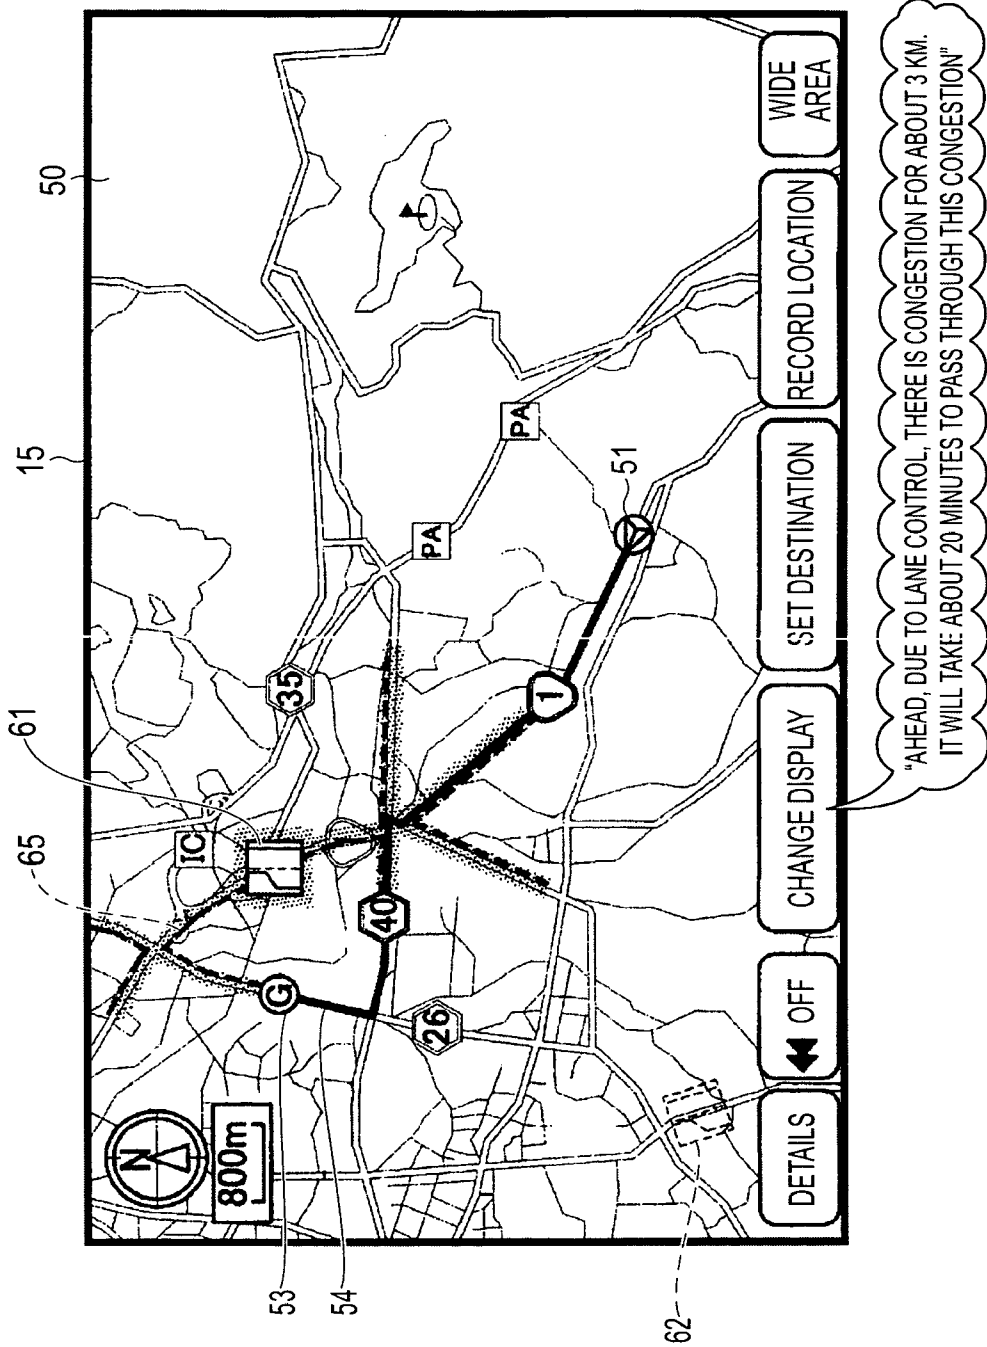 15
50
61
65
N
800m
IC
35
PA
PA
G
40
1
26
51
53
54
62
DETAILS
OFF
CHANGE DISPLAY
SET DESTINATION
RECORD LOCATION
WIDE
AREA
"AHEAD, DUE TO LANE CONTROL, THERE IS CONGESTION FOR ABOUT 3 KM.
IT WILL TAKE ABOUT 20 MINUTES TO PASS THROUGH THIS CONGESTION"